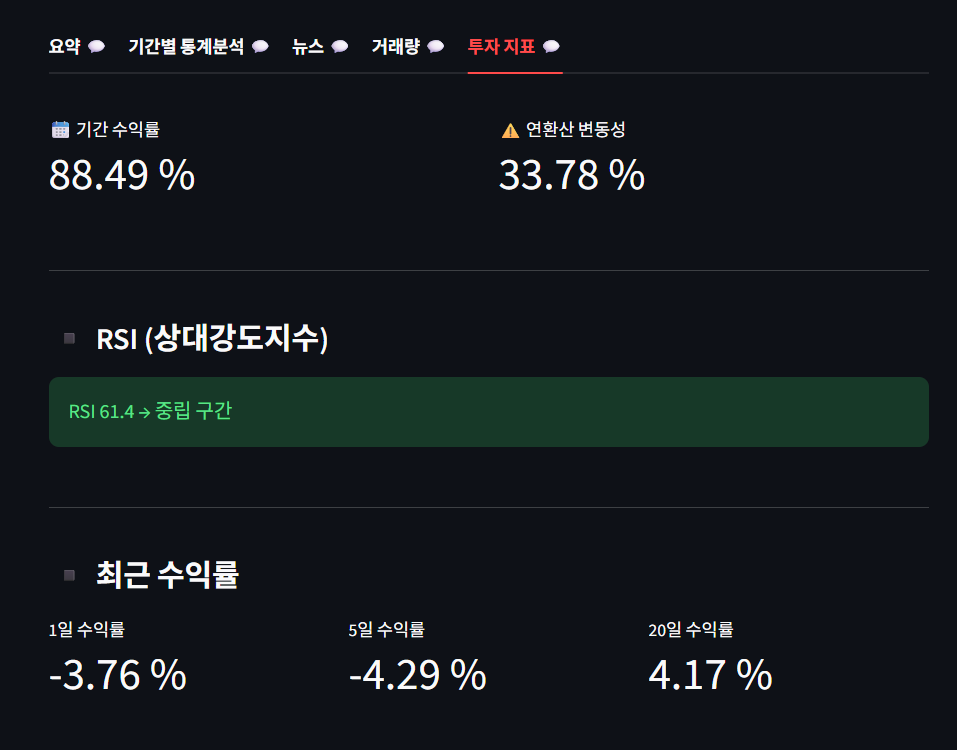 요약 💬 기간별 통계분석 💬 뉴스 💬 거래량 💬 투자 지표 💬
📅 기간 수익률 ⚠️ 연환산 변동성
88.49 % 33.78 %
RSI (상대강도지수)
RSI 61.4 → 중립 구간
최근 수익률
1일 수익률 5일 수익률 20일 수익률
-3.76 % -4.29 % 4.17 %